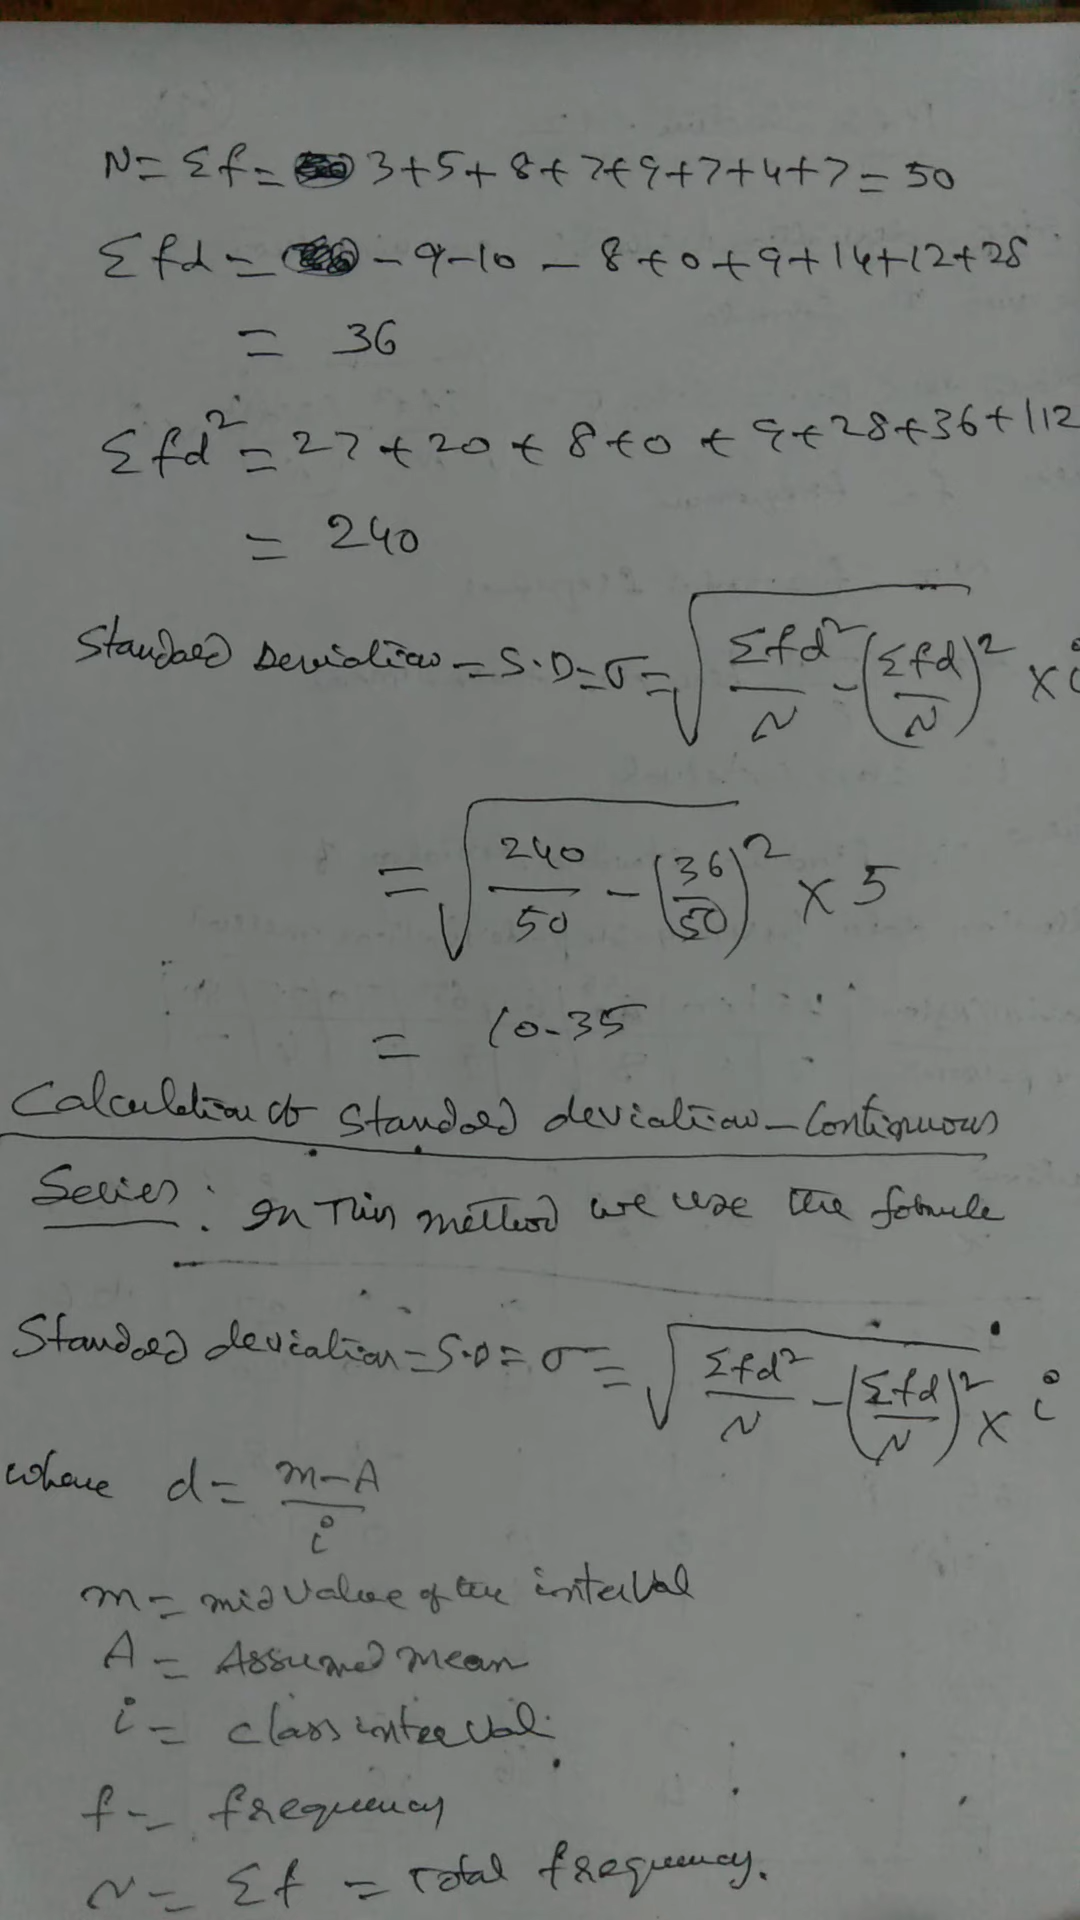 N = Σf = 3+5+8+7+9+7+4+7 = 50
Σfd = -9-10-8+0+9+14+12+28
= 36
Σfd² = 27+20+8+0+9+28+36+112
= 240
Standard Deviation = S.D = σ = √(Σfd²/N - (Σfd/N)²) × i
= √(240/50 - (36/50)²) × 5
= 10.35
Calculation of Standard deviation - Continuous
Series: In This method we use the formule
Standard deviation = S.D = σ = √(Σfd²/N - (Σfd/N)²) × i
where d = m-A/i
m = mid value of the interval
A = Assumed mean
i = class interval.
f = frequency
N = Σf = Total frequency.